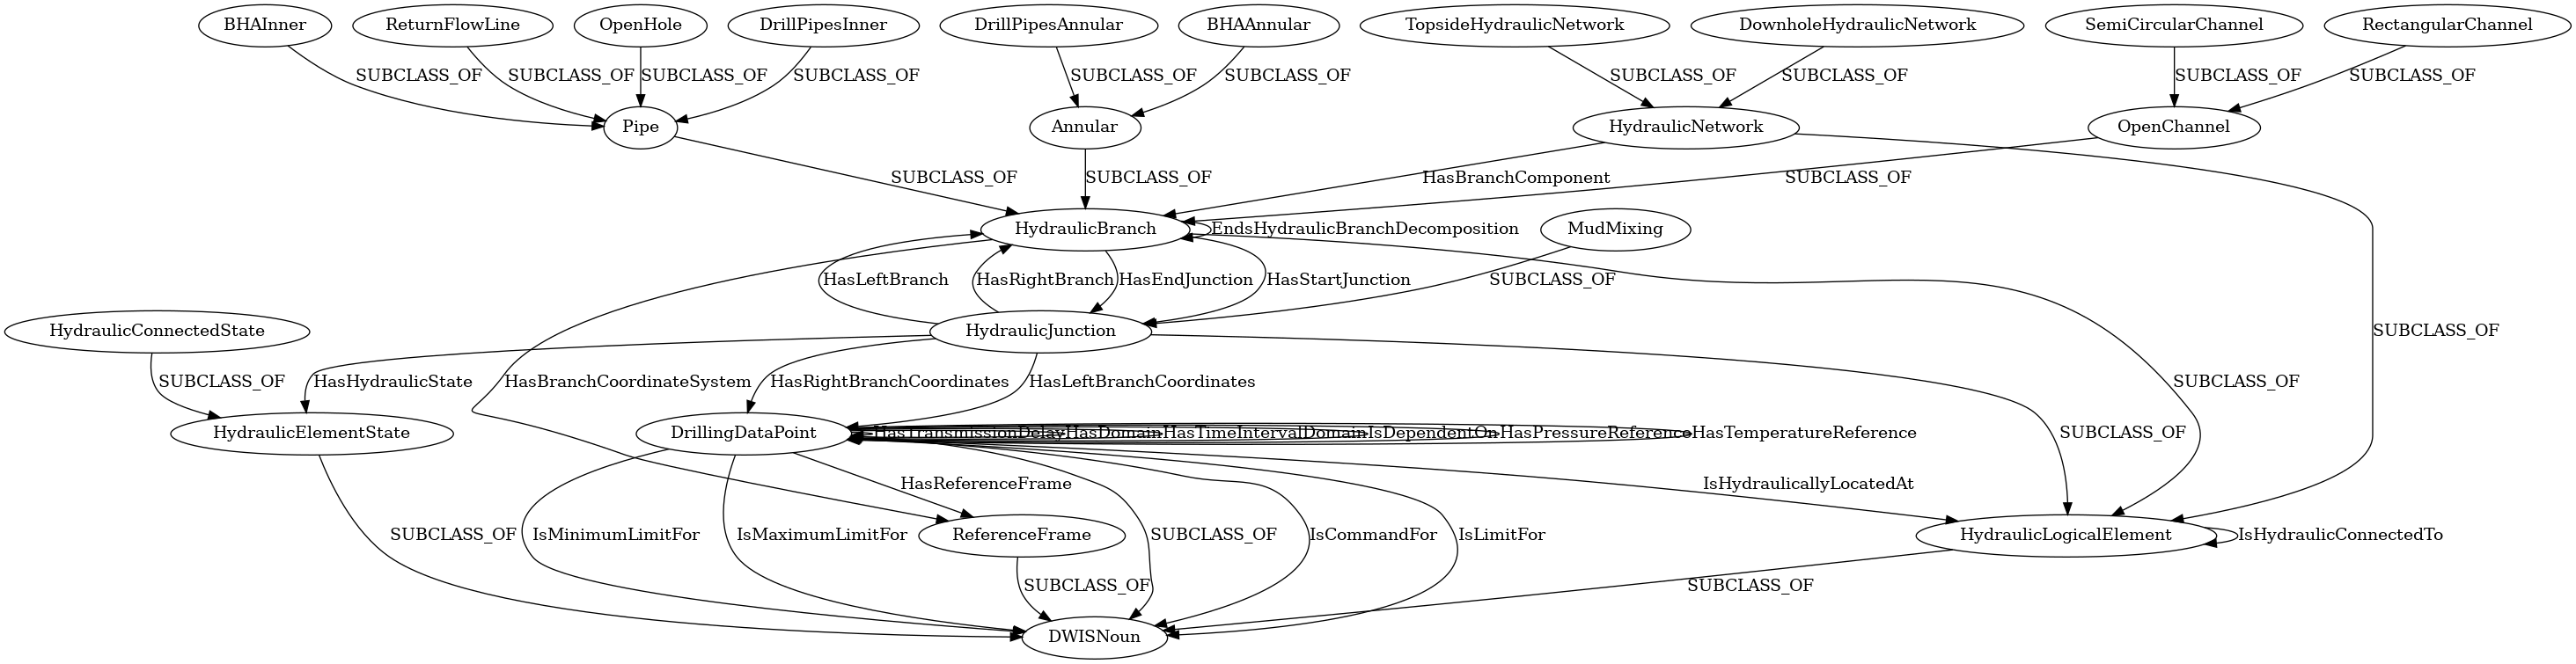 BHAInner
ReturnFlowLine
OpenHole
DrillPipesInner
DrillPipesAnnular
BHAAnnular
TopsideHydraulicNetwork
DownholeHydraulicNetwork
SemiCircularChannel
RectangularChannel
SUBCLASS_OF
SUBCLASS_OF
SUBCLASS_OF
SUBCLASS_OF
SUBCLASS_OF
SUBCLASS_OF
SUBCLASS_OF
SUBCLASS_OF
SUBCLASS_OF
SUBCLASS_OF
Pipe
Annular
HydraulicNetwork
OpenChannel
SUBCLASS_OF
SUBCLASS_OF
HasBranchComponent
SUBCLASS_OF
HydraulicBranch
EndsHydraulicBranchDecomposition
MudMixing
HasLeftBranch
HasRightBranch
HasEndJunction
HasStartJunction
SUBCLASS_OF
HydraulicConnectedState
HydraulicJunction
SUBCLASS_OF
SUBCLASS_OF
HasHydraulicState
HasBranchCoordinateSystem
HasRightBranchCoordinates
HasLeftBranchCoordinates
SUBCLASS_OF
HydraulicElementState
DrillingDataPoint
HasTransmissionDelay
HasDomain
HasTimeIntervalDomain
IsDependentOn
HasPressureReference
HasTemperatureReference
SUBCLASS_OF
HasReferenceFrame
IsHydraulicallyLocatedAt
SUBCLASS_OF
IsMinimumLimitFor
IsMaximumLimitFor
ReferenceFrame
SUBCLASS_OF
IsCommandFor
IsLimitFor
HydraulicLogicalElement
IsHydraulicConnectedTo
SUBCLASS_OF
SUBCLASS_OF
DWISNoun